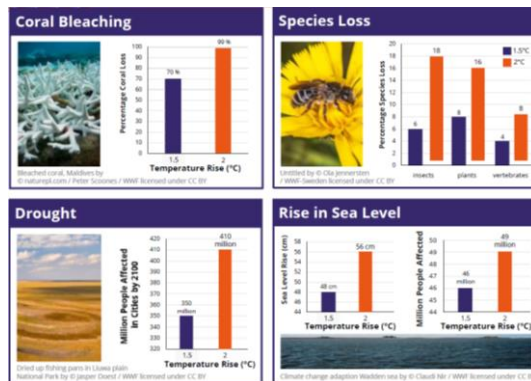 Coral Bleaching
Percentage Coral Loss
100
90
80
70
60
50
40
30
20
10
0
70 %
99 %
1.5
2
Temperature Rise (°C)
Bleached coral, Maldives by
© naturepl.com / Peter Scoones / WWF licensed under CC BY
Species Loss
Percentage Species Loss
20
18
16
14
12
10
8
6
4
2
0
6
18
8
16
4
8
1.5°C
2°C
insects
plants
vertebrates
Untitled by © Ola Jennersten
/ WWF-Sweden licensed under CC BY
Drought
Million People Affected
in Cities by 2100
420
400
380
360
340
320
350
million
410
million
1.5
2
Temperature Rise (°C)
Dried up fishing pans in Liuwa plain
National Park by © Jasper Doest / WWF licensed under CC BY
Rise in Sea Level
Sea Level Rise (cm)
58
56
54
52
50
48
46
44
48 cm
56 cm
1.5
2
Temperature Rise (°C)
Million People Affected
50
49
48
47
46
45
44
46
million
49
million
1.5
2
Temperature Rise (°C)
Climate change adaption Wadden sea by © Claudi Nir / WWF licensed under CC BY